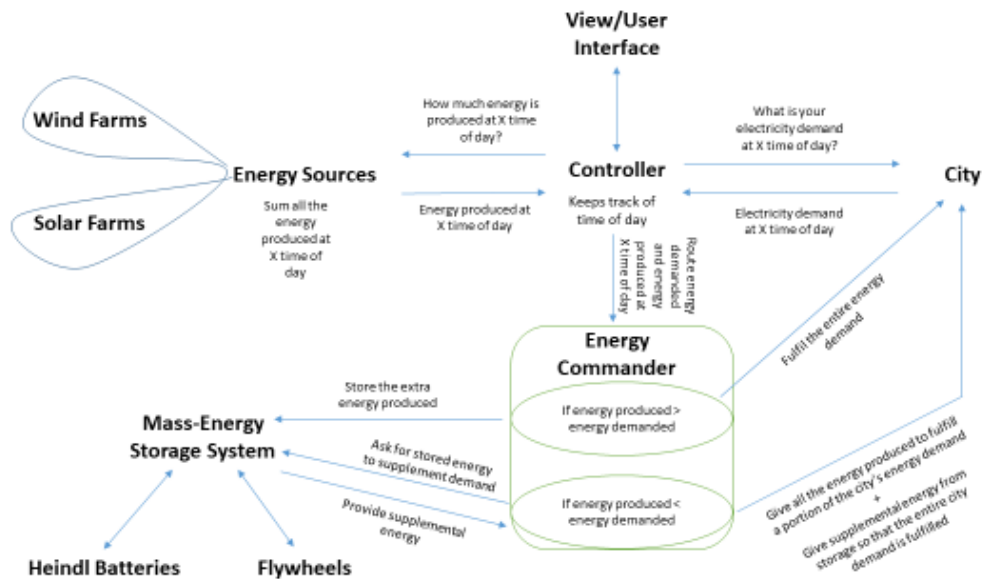 View/User
Interface
Wind Farms
How much energy is
produced at X time
of day?
What is your
electricity demand
at X time of day?
Energy Sources
Controller
City
Solar Farms
Sum all the
energy
produced at
X time of
day
Energy produced at
X time of day
Keeps track of
time of day
Electricity demand
at X time of day
Route energy
demanded
and energy
produced at
X time of day
Fulfil the entire energy
demand
Energy
Commander
Store the extra
energy produced
If energy produced >
energy demanded
Mass-Energy
Storage System
Ask for stored energy
to supplement demand
If energy produced <
energy demanded
Provide supplemental
energy
Give all the energy produced to fulfill
a portion of the city's energy demand
+
Give supplemental energy from
storage so that the entire city
demand is fulfilled
Heindl Batteries
Flywheels